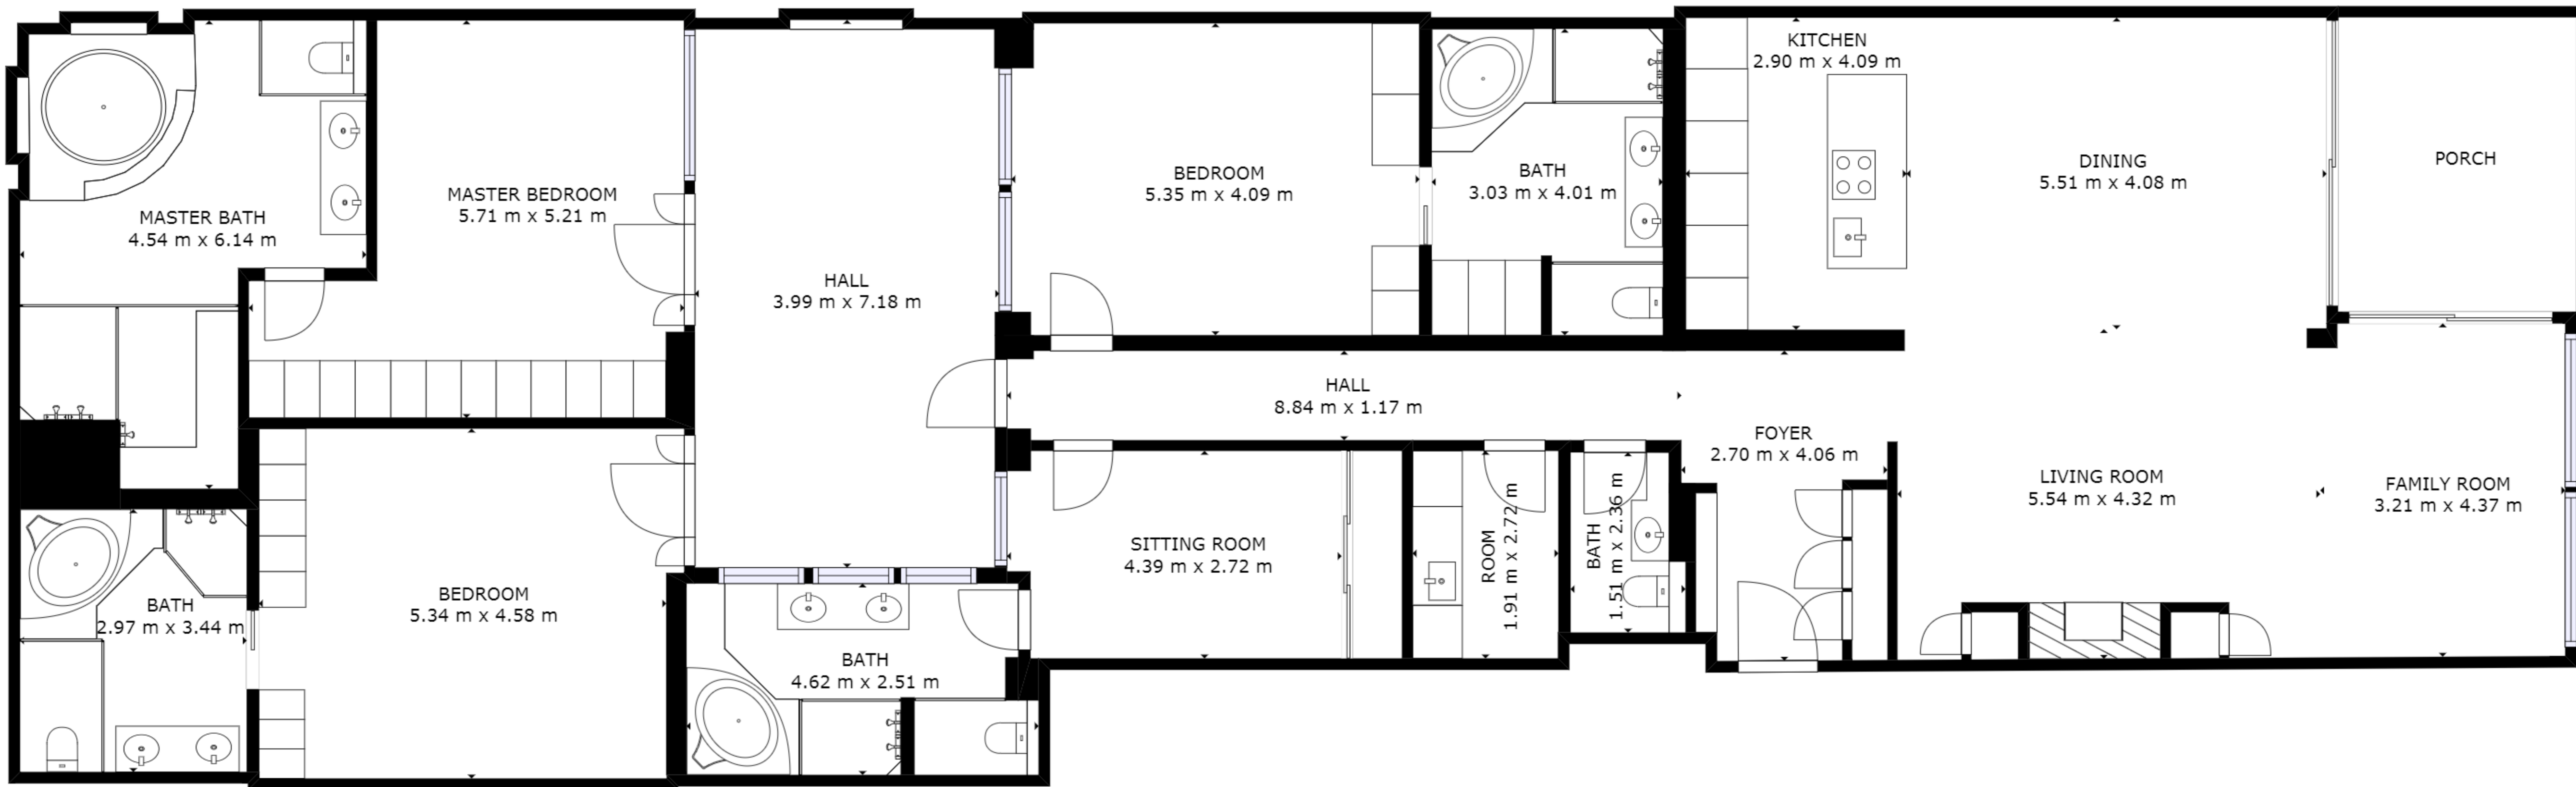 KITCHEN
2.90 m x 4.09 m
DINING
5.51 m x 4.08 m
PORCH
MASTER BATH
4.54 m x 6.14 m
MASTER BEDROOM
5.71 m x 5.21 m
BEDROOM
5.35 m x 4.09 m
BATH
3.03 m x 4.01 m
HALL
3.99 m x 7.18 m
HALL
8.84 m x 1.17 m
FOYER
2.70 m x 4.06 m
LIVING ROOM
5.54 m x 4.32 m
FAMILY ROOM
3.21 m x 4.37 m
SITTING ROOM
4.39 m x 2.72 m
ROOM
1.91 m x 2.72 m
BATH
1.51 m x 2.36 m
BATH
2.97 m x 3.44 m
BEDROOM
5.34 m x 4.58 m
BATH
4.62 m x 2.51 m